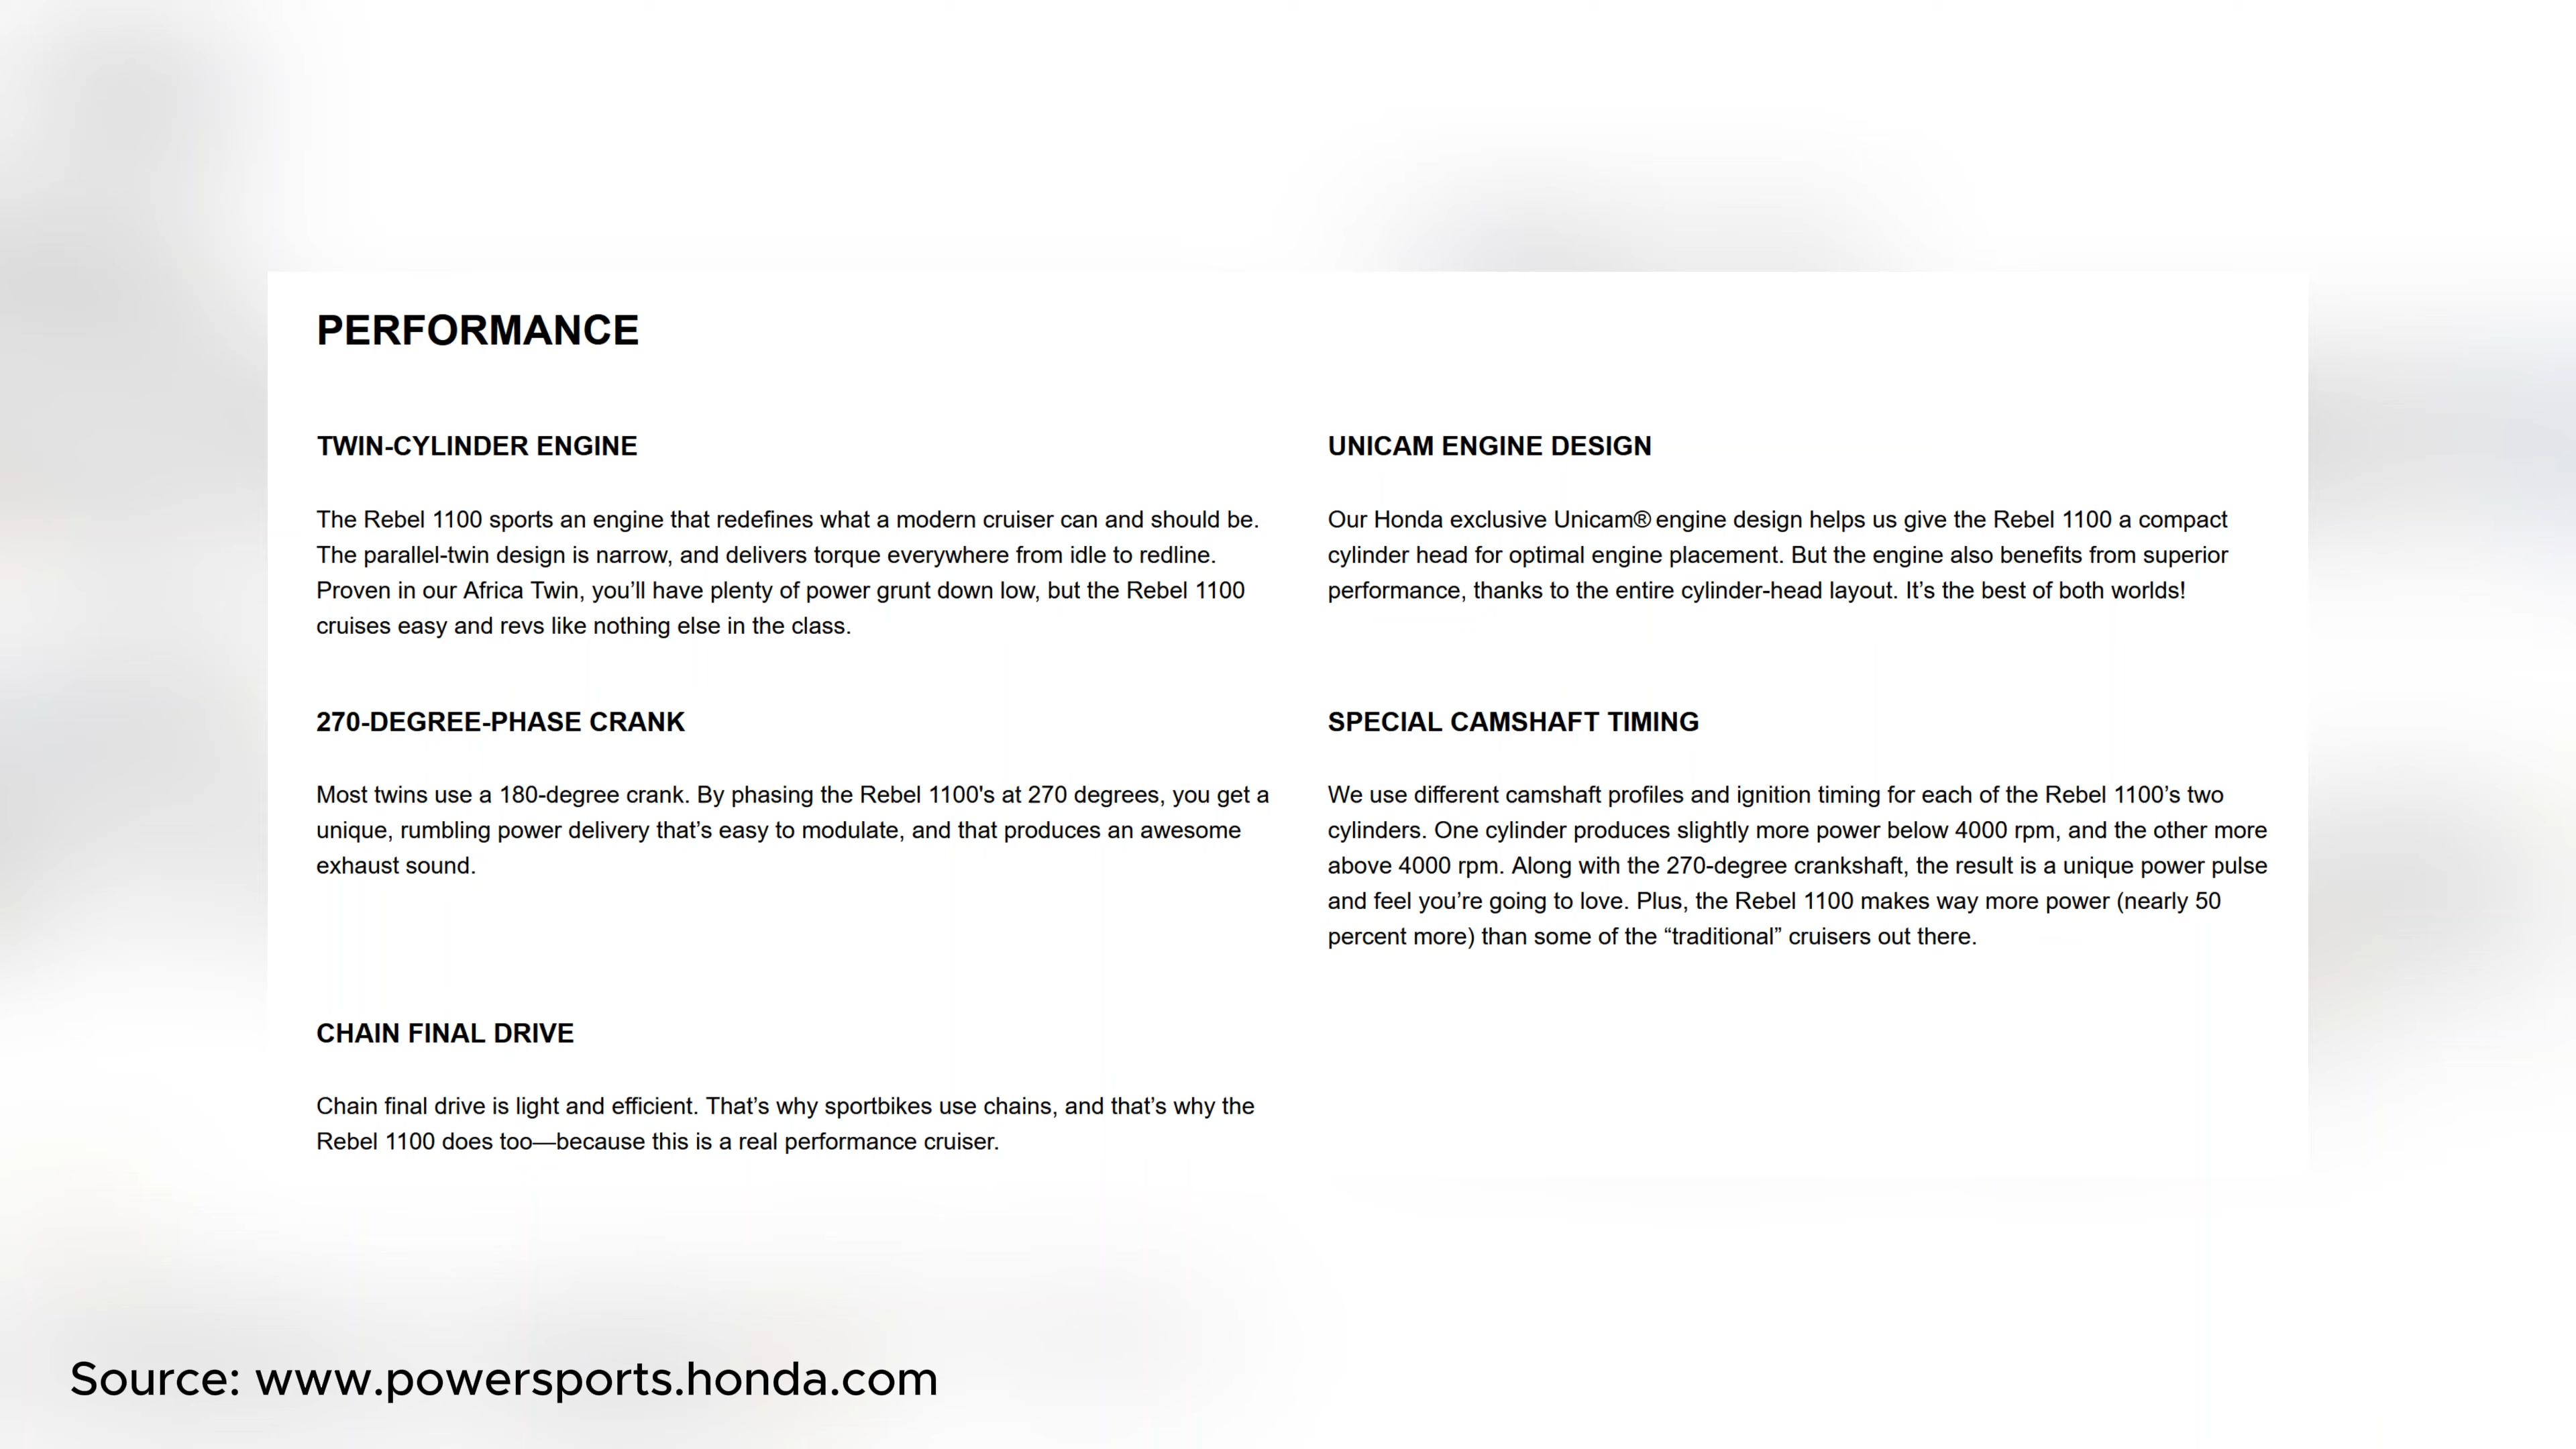 PERFORMANCE
TWIN-CYLINDER ENGINE
The Rebel 1100 sports an engine that redefines what a modern cruiser can and should be.
The parallel-twin design is narrow, and delivers torque everywhere from idle to redline.
Proven in our Africa Twin, you’ll have plenty of power grunt down low, but the Rebel 1100
cruises easy and revs like nothing else in the class.
UNICAM ENGINE DESIGN
Our Honda exclusive Unicam® engine design helps us give the Rebel 1100 a compact
cylinder head for optimal engine placement. But the engine also benefits from superior
performance, thanks to the entire cylinder-head layout. It’s the best of both worlds!
270-DEGREE-PHASE CRANK
Most twins use a 180-degree crank. By phasing the Rebel 1100's at 270 degrees, you get a
unique, rumbling power delivery that’s easy to modulate, and that produces an awesome
exhaust sound.
SPECIAL CAMSHAFT TIMING
We use different camshaft profiles and ignition timing for each of the Rebel 1100’s two
cylinders. One cylinder produces slightly more power below 4000 rpm, and the other more
above 4000 rpm. Along with the 270-degree crankshaft, the result is a unique power pulse
and feel you’re going to love. Plus, the Rebel 1100 makes way more power (nearly 50
percent more) than some of the “traditional” cruisers out there.
CHAIN FINAL DRIVE
Chain final drive is light and efficient. That’s why sportbikes use chains, and that’s why the
Rebel 1100 does too—because this is a real performance cruiser.
Source: www.powersports.honda.com